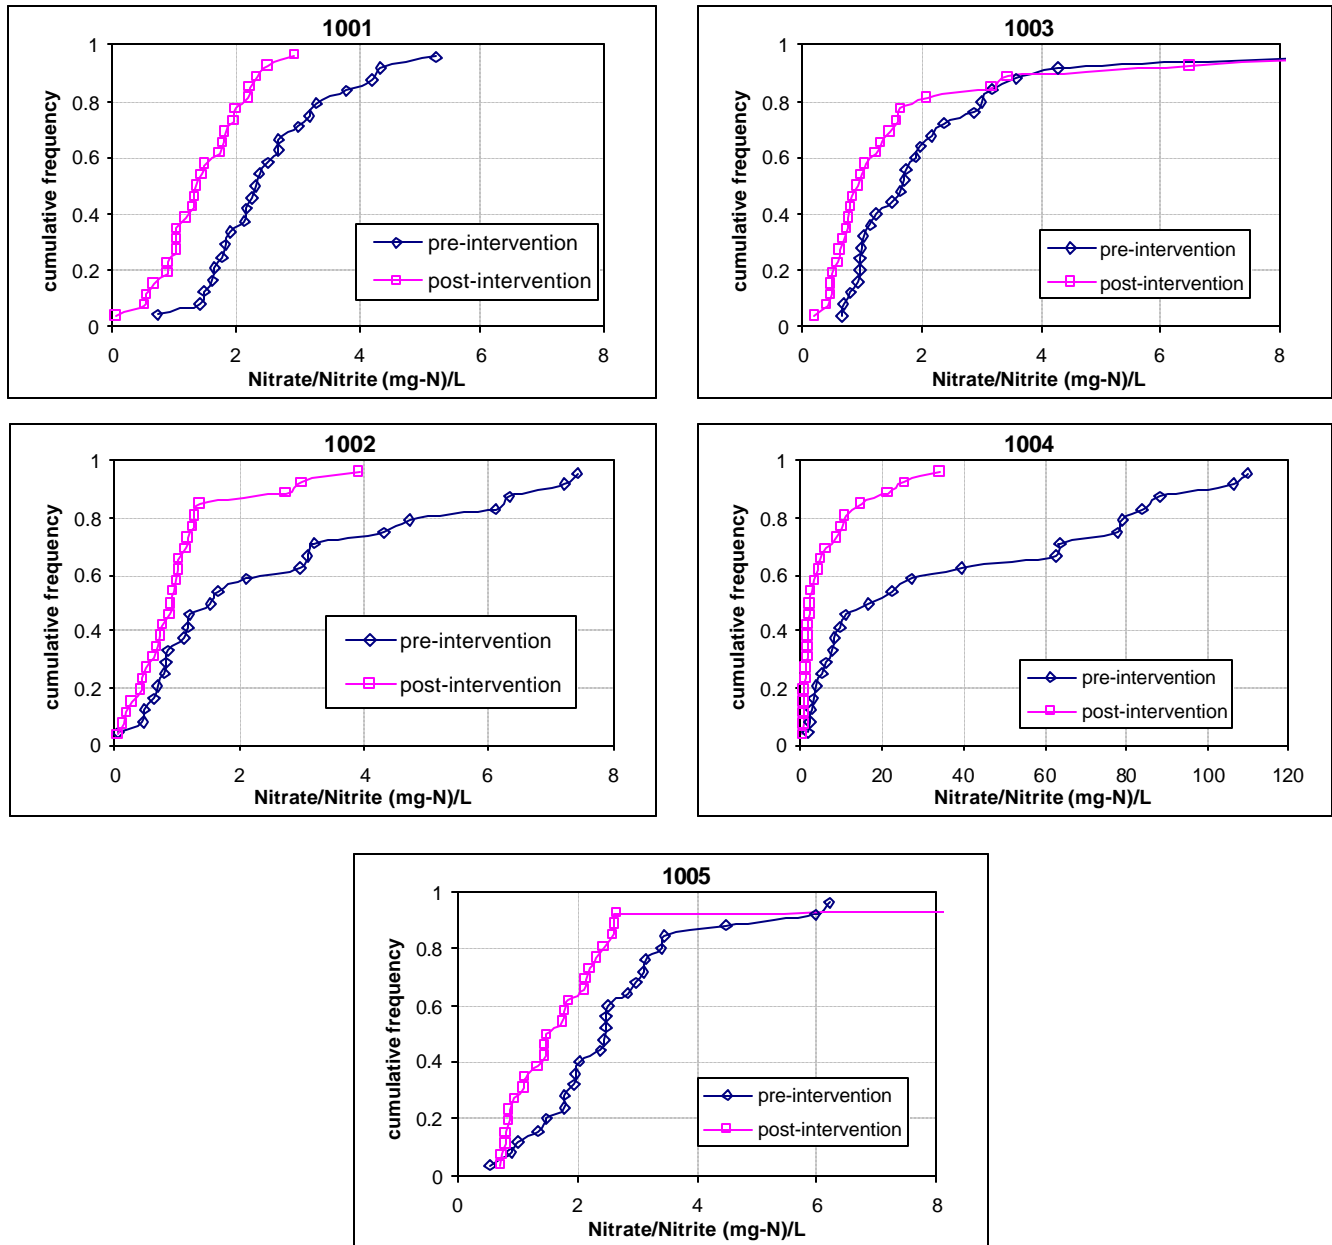 1001
1
0.8
0.6
0.4
0.2
0
cumulative frequency
pre-intervention
post-intervention
0 2 4 6 8
Nitrate/Nitrite (mg-N)/L
1003
1
0.8
0.6
0.4
0.2
0
cumulative frequency
pre-intervention
post-intervention
0 2 4 6 8
Nitrate/Nitrite (mg-N)/L
1002
1
0.8
0.6
0.4
0.2
0
cumulative frequency
pre-intervention
post-intervention
0 2 4 6 8
Nitrate/Nitrite (mg-N)/L
1004
1
0.8
0.6
0.4
0.2
0
cumulative frequency
pre-intervention
post-intervention
0 20 40 60 80 100 120
Nitrate/Nitrite (mg-N)/L
1005
1
0.8
0.6
0.4
0.2
0
cumulative frequency
pre-intervention
post-intervention
0 2 4 6 8
Nitrate/Nitrite (mg-N)/L